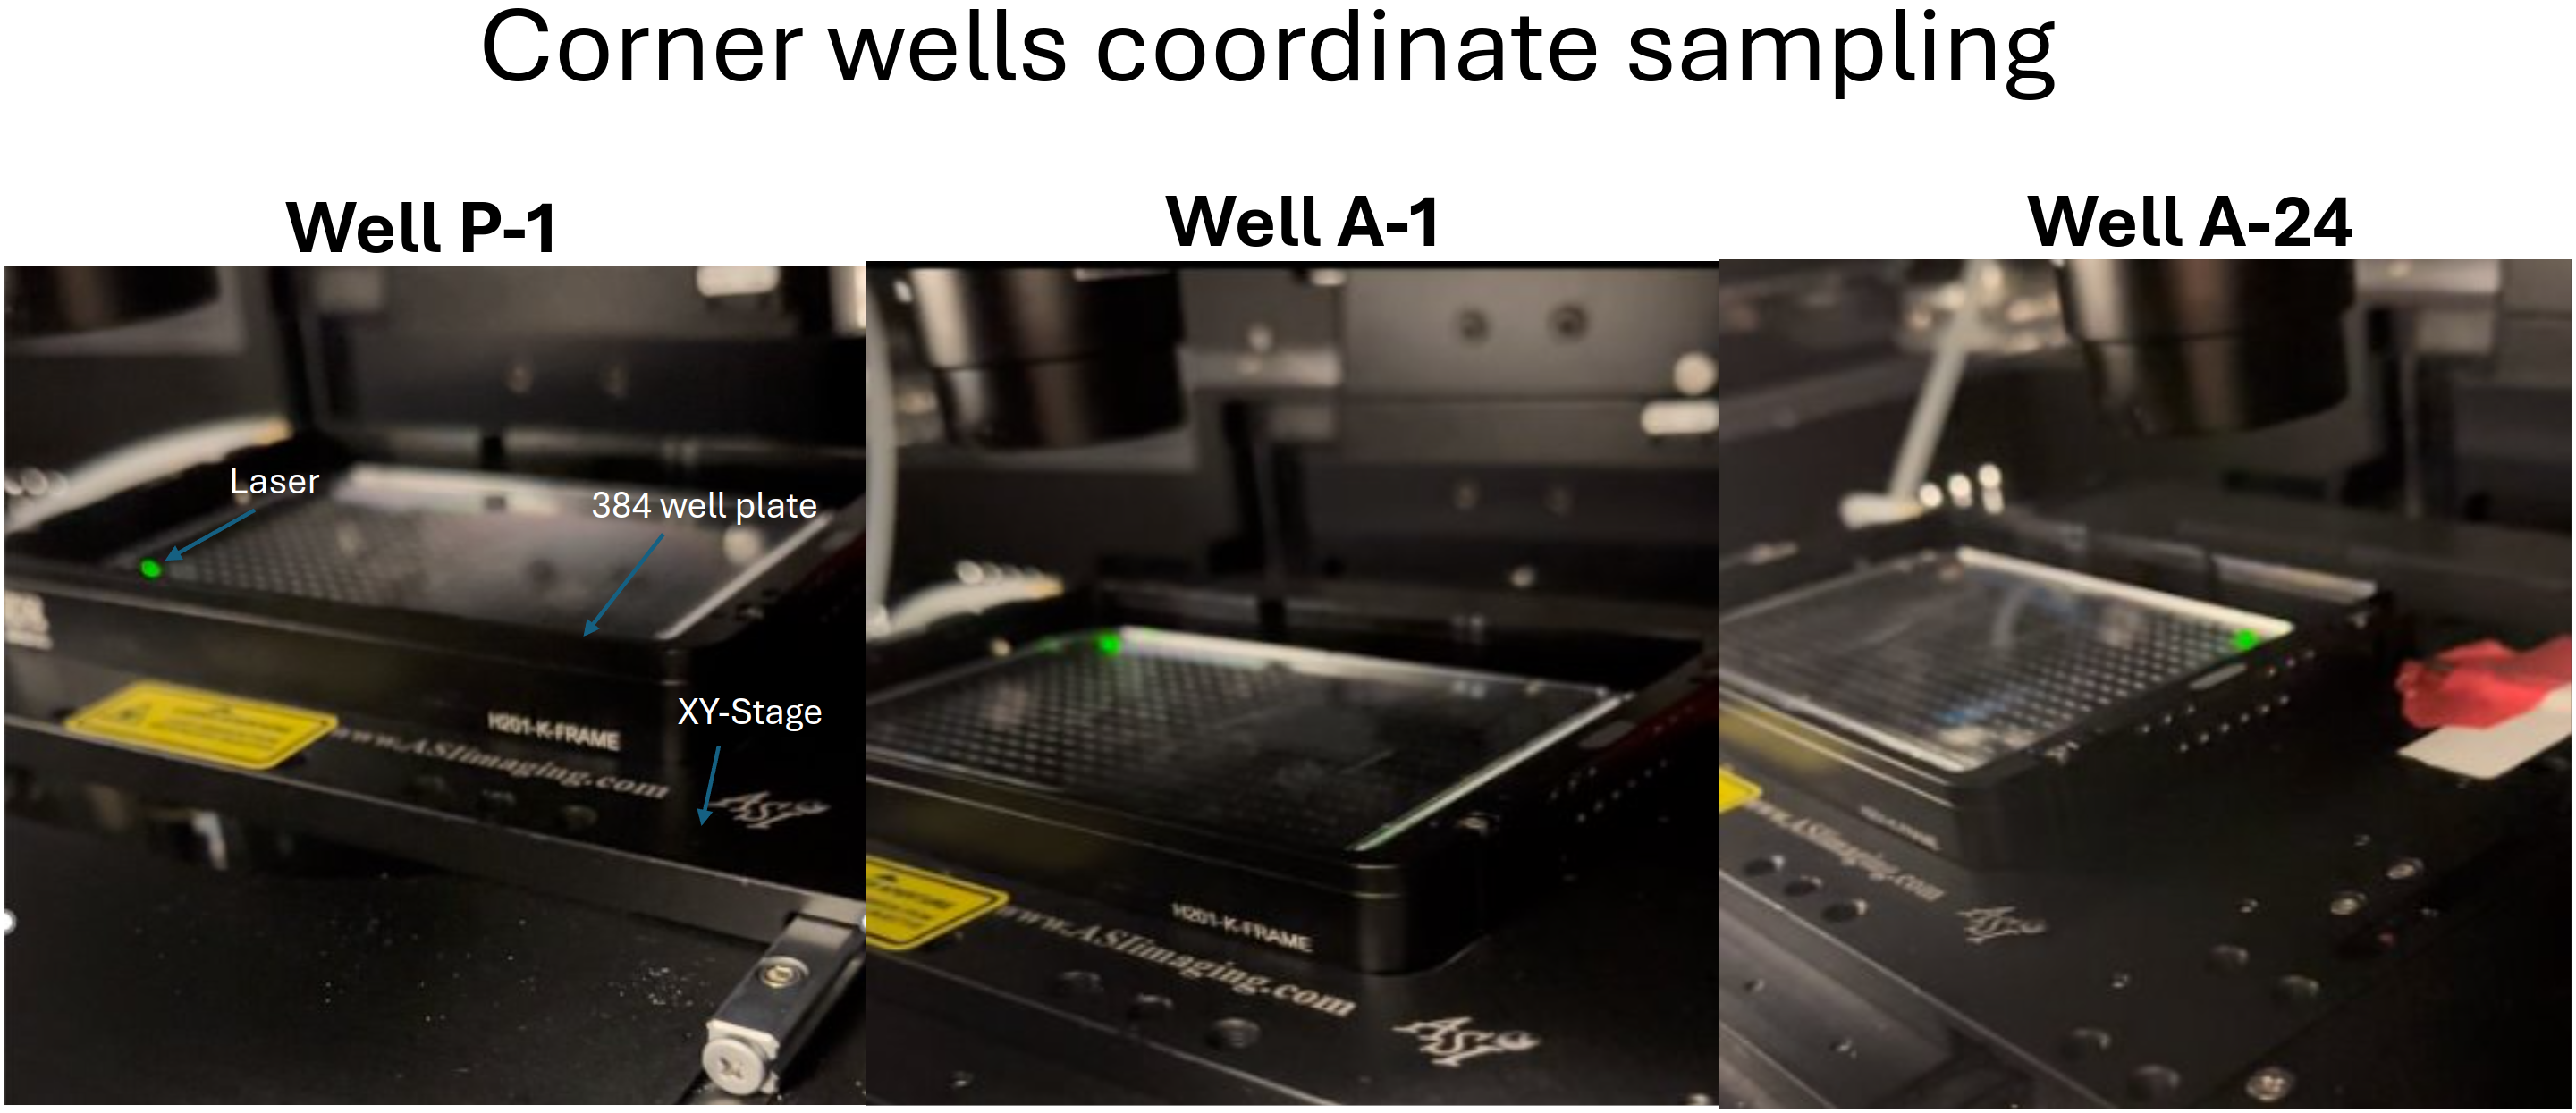 Corner wells coordinate sampling
Well P-1
Well A-1
Well A-24
Laser
384 well plate
XY-Stage
H201-K-FRAME
www.ASIimaging.com
ASI
H201-K-FRAME
www.ASIimaging.com
ASI
www.ASIimaging.com
ASI